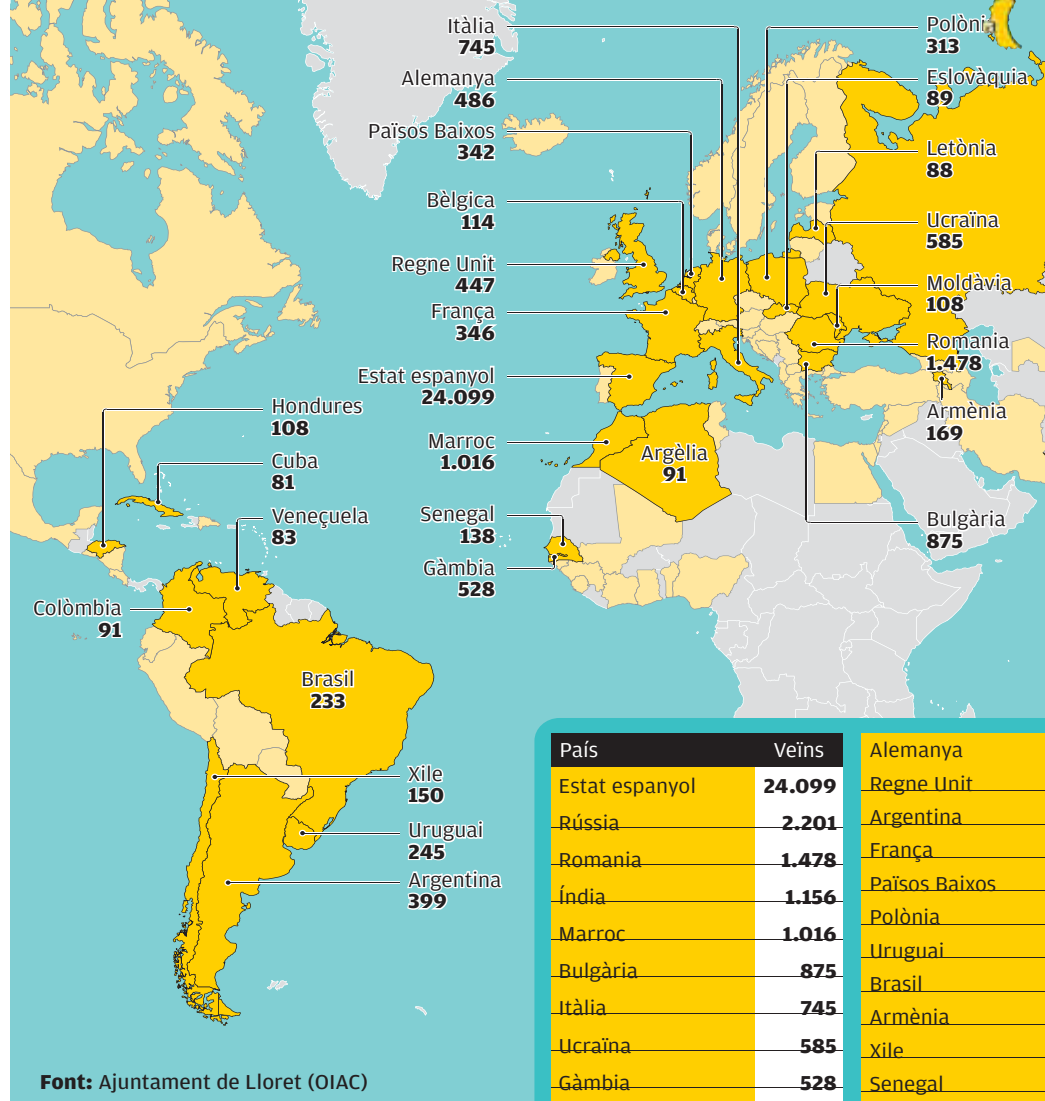 Itàlia
745
Alemanya
486
Països Baixos
342
Bèlgica
114
Regne Unit
447
França
346
Estat espanyol
24.099
Marroc
1.016
Senegal
138
Gàmbia
528
Argèlia
91
Polòni
313
Eslovàquia
89
Letònia
88
Ucraïna
585
Moldàvia
108
Romania
1.478
Armènia
169
Bulgària
875
Hondures
108
Cuba
81
Veneçuela
83
Colòmbia
91
Brasil
233
Xile
150
Uruguai
245
Argentina
399
País Veïns
Estat espanyol 24.099
Rússia 2.201
Romania 1.478
Índia 1.156
Marroc 1.016
Bulgària 875
Itàlia 745
Ucraïna 585
Gàmbia 528
Alemanya
Regne Unit
Argentina
França
Països Baixos
Polònia
Uruguai
Brasil
Armènia
Xile
Senegal
Font: Ajuntament de Lloret (OIAC)